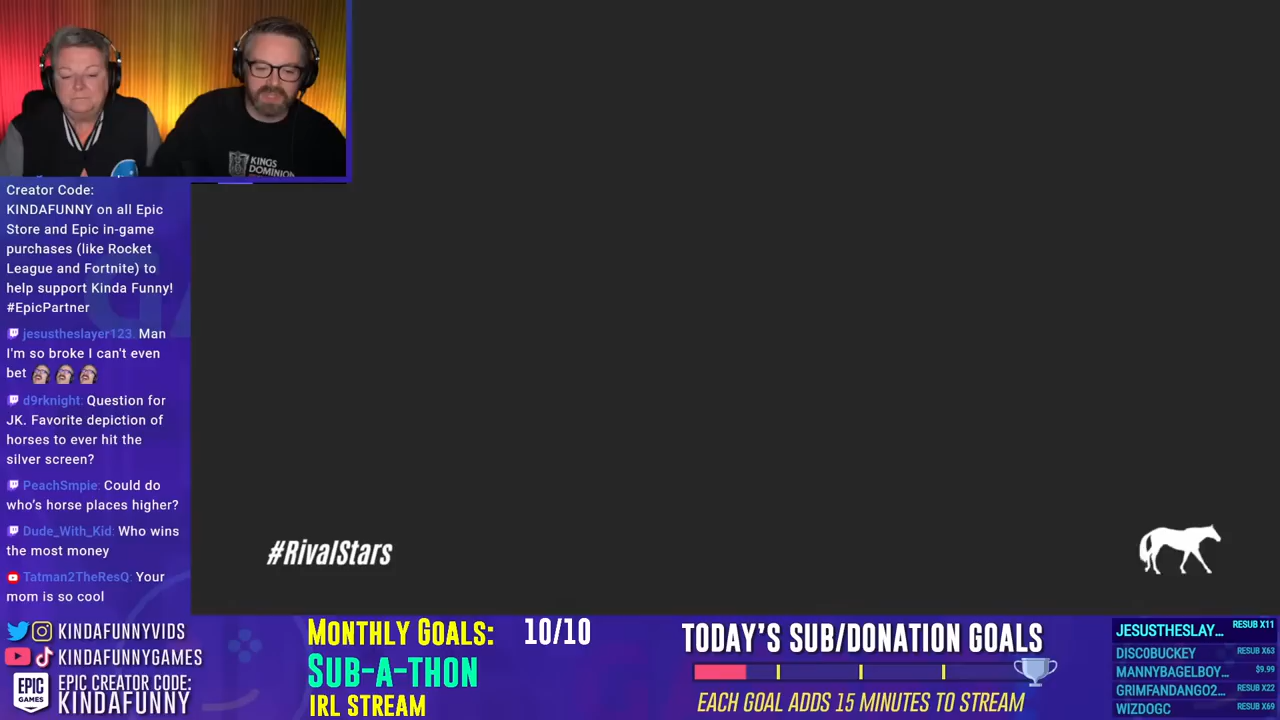 KINGS
DOMINION
Creator Code:
KINDAFUNNY on all Epic
Store and Epic in-game
purchases (like Rocket
League and Fortnite) to
help support Kinda Funny!
#EpicPartner
jesustheslayer123: Man
I'm so broke I can't even
bet
d9rknight: Question for
JK. Favorite depiction of
horses to ever hit the
silver screen?
PeachSmpie: Could do
who's horse places higher?
Dude_With_Kid: Who wins
the most money
Tatman2TheResQ: Your
mom is so cool
#RivalStars
KINDAFUNNYVIDS
KINDAFUNNYGAMES
EPIC
GAMES
EPIC CREATOR CODE:
KINDAFUNNY
MONTHLY GOALS: 10/10
SUB-A-THON
IRL STREAM
TODAY'S SUB/DONATION GOALS
EACH GOAL ADDS 15 MINUTES TO STREAM
JESUSTHESLAY... RESUB X11
DISCOBUCKEY RESUB X63
MANNYBAGELBOY... $9.99
GRIMFANDANGO2... RESUB X22
WIZDOGC RESUB X69